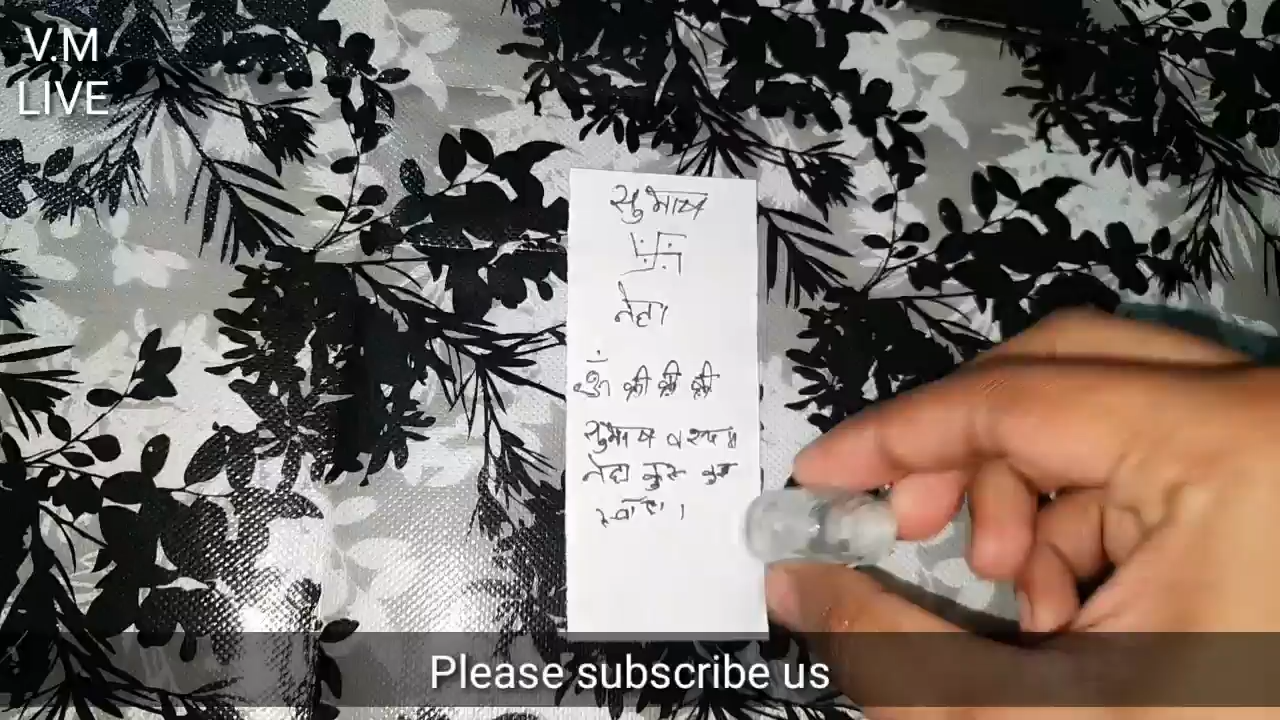 V.M
LIVE
सुभाष
नेहा
ॐ क्रीं क्रीं क्रीं
सुभाष वश्य
नेहा कुरु कुरु
स्वाहा।
Please subscribe us